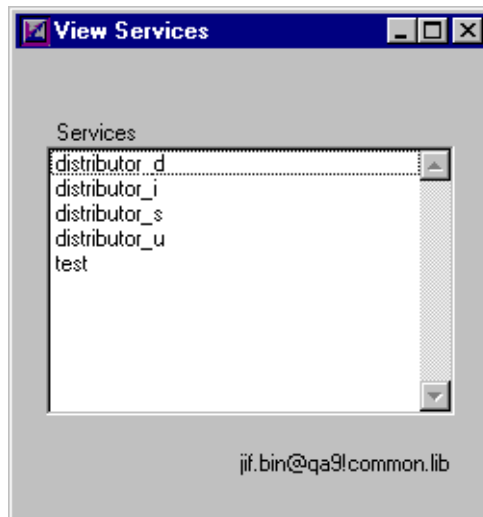 View Services
Services
distributor_d
distributor_i
distributor_s
distributor_u
test
jif.bin@qa9!common.lib